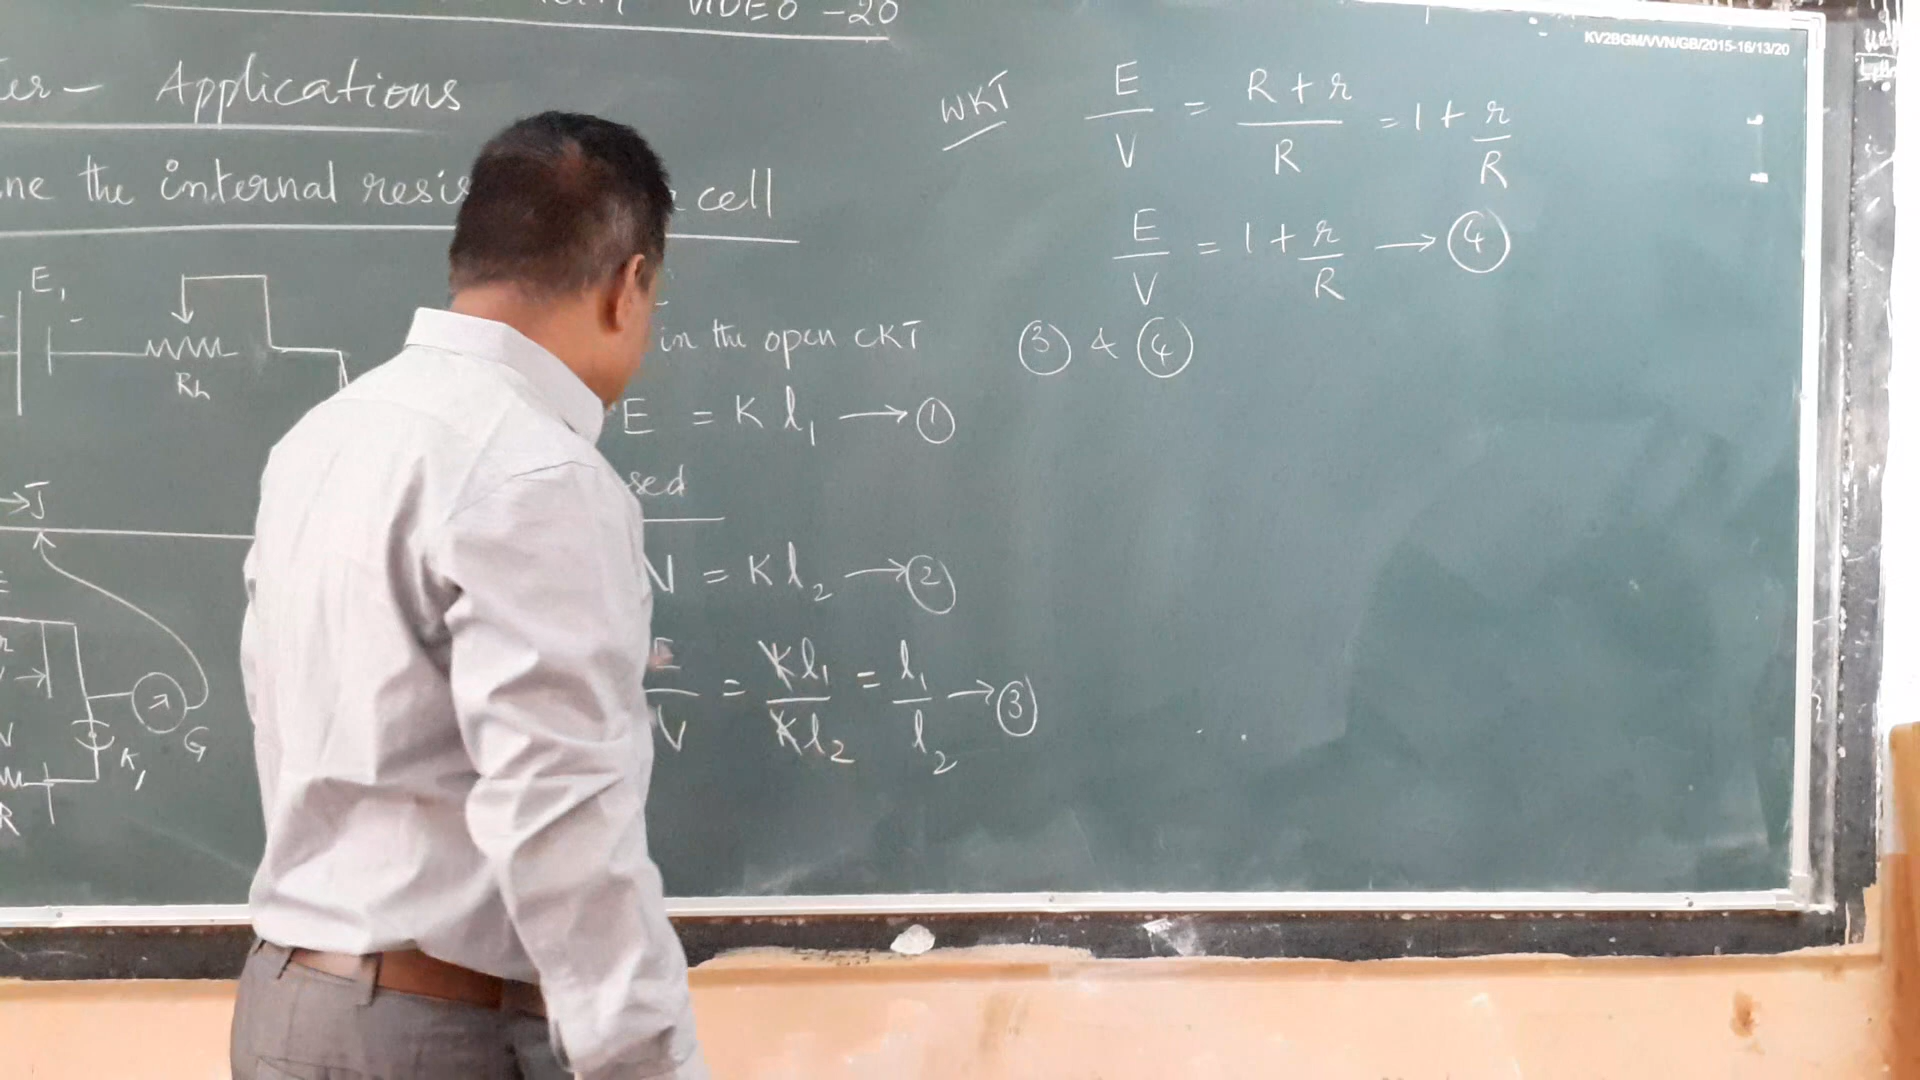 VIDEO -20
KV2BGM/VVN/GB/2015-16/13/20
Applications
the internal cell
E₁
Rh
in the open CKT
E = K l₁ → ①
J
V = K l₂ → ②
E/V = Kl₁/Kl₂ = l₁/l₂ → ③
G
K₁
R
WKT E/V = R + r/R = 1 + r/R
E/V = 1 + r/R → ④
③ & ④